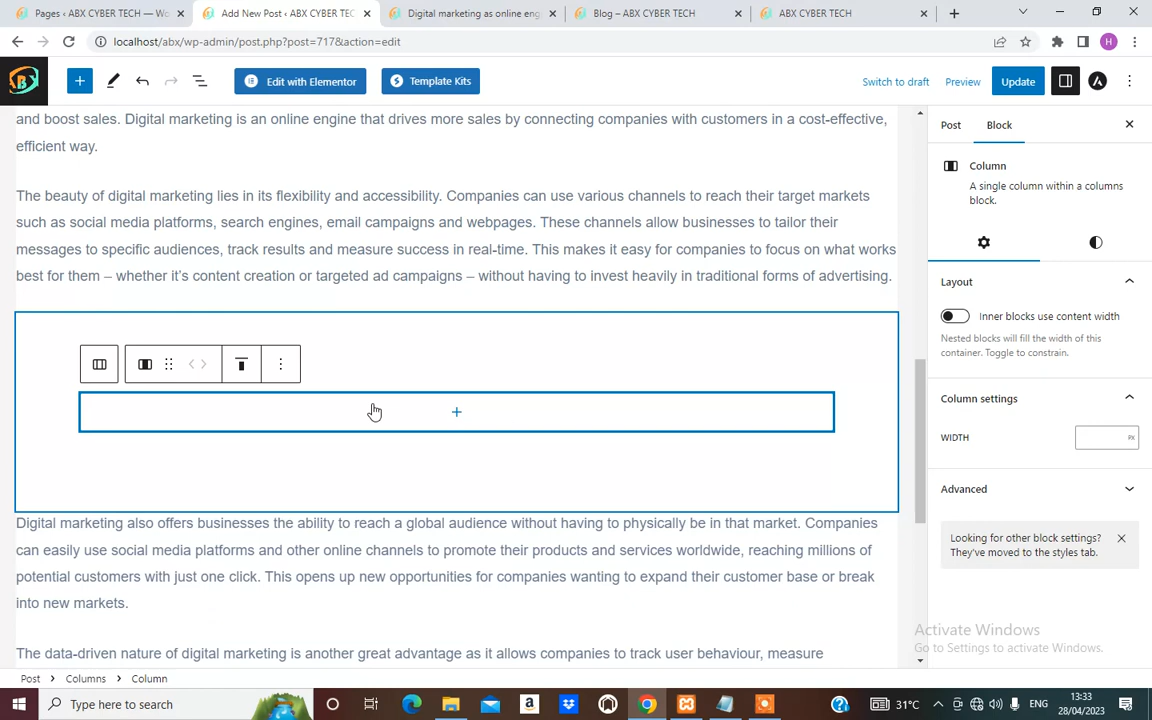 Pages ‹ ABX CYBER TECH — Wo
Add New Post ‹ ABX CYBER TEC
Digital marketing as online eng
Blog – ABX CYBER TECH
ABX CYBER TECH
localhost/abx/wp-admin/post.php?post=717&action=edit
H
Edit with Elementor
Template Kits
Switch to draft
Preview
Update
and boost sales. Digital marketing is an online engine that drives more sales by connecting companies with customers in a cost-effective,
efficient way.
The beauty of digital marketing lies in its flexibility and accessibility. Companies can use various channels to reach their target markets
such as social media platforms, search engines, email campaigns and webpages. These channels allow businesses to tailor their
messages to specific audiences, track results and measure success in real-time. This makes it easy for companies to focus on what works
best for them – whether it's content creation or targeted ad campaigns – without having to invest heavily in traditional forms of advertising.
Digital marketing also offers businesses the ability to reach a global audience without having to physically be in that market. Companies
can easily use social media platforms and other online channels to promote their products and services worldwide, reaching millions of
potential customers with just one click. This opens up new opportunities for companies wanting to expand their customer base or break
into new markets.
The data-driven nature of digital marketing is another great advantage as it allows companies to track user behaviour, measure
Post
Block
Column
A single column within a columns
block.
Layout
Inner blocks use content width
Nested blocks will fill the width of this
container. Toggle to constrain.
Column settings
WIDTH
PX
Advanced
Looking for other block settings?
They've moved to the styles tab.
Activate Windows
Go to Settings to activate Windows.
Post › Columns › Column
Type here to search
31°C
ENG
13:33
28/04/2023